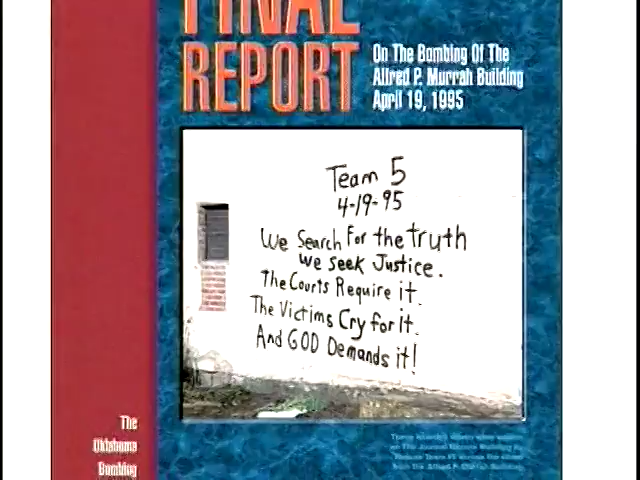 FINAL
REPORT
On The Bombing Of The
Alfred P. Murrah Building
April 19, 1995
Team 5
4-19-95
We Search For the truth
We seek Justice.
The Courts Require it.
The Victims Cry for it.
And GOD Demands it!
The
Oklahoma
Bombing